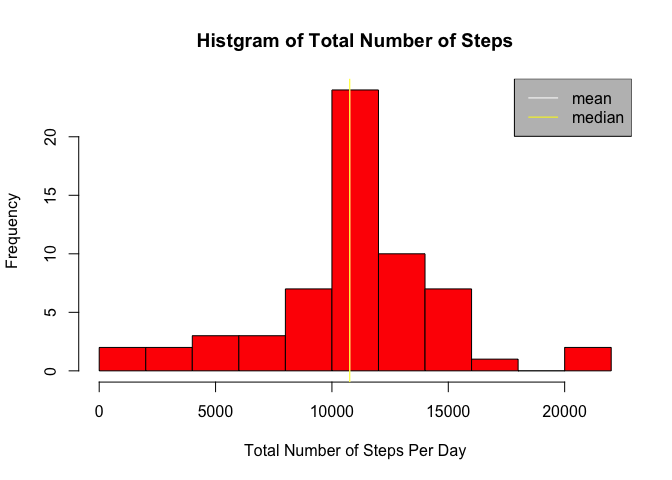 Histgram of Total Number of Steps
mean
median
Frequency
20
15
10
5
0
0 5000 10000 15000 20000
Total Number of Steps Per Day